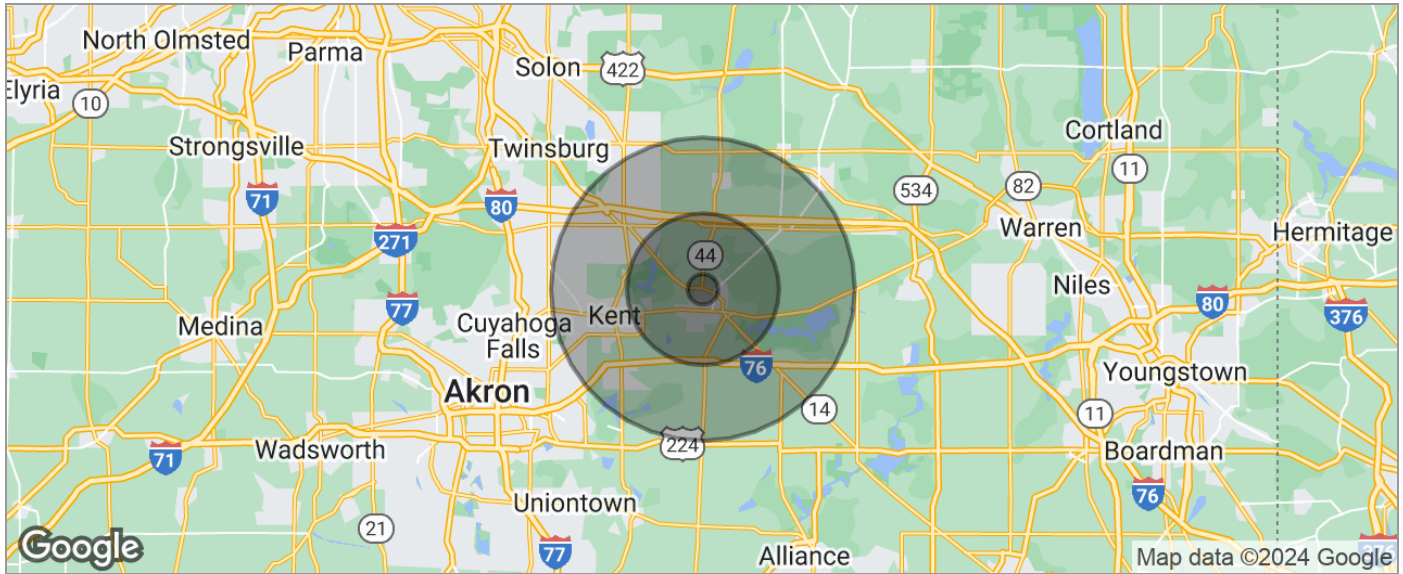 North Olmsted
Parma
Solon
422
Elyria
10
Cortland
Strongsville
Twinsburg
11
71
80
534
82
Warren
Hermitage
271
44
Niles
77
80
376
Medina
Cuyahoga
Falls
Kent
76
Youngstown
Akron
14
11
Wadsworth
224
Boardman
71
76
Uniontown
21
77
Alliance
Google
Map data ©2024 Google
376